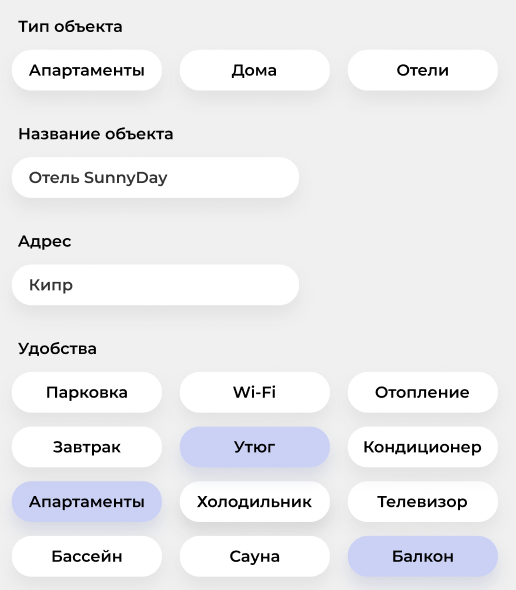 Тип объекта
Апартаменты Дома Отели
Название объекта
Отель SunnyDay
Адрес
Кипр
Удобства
Парковка Wi-Fi Отопление
Завтрак Утюг Кондиционер
Апартаменты Холодильник Телевизор
Бассейн Сауна Балкон